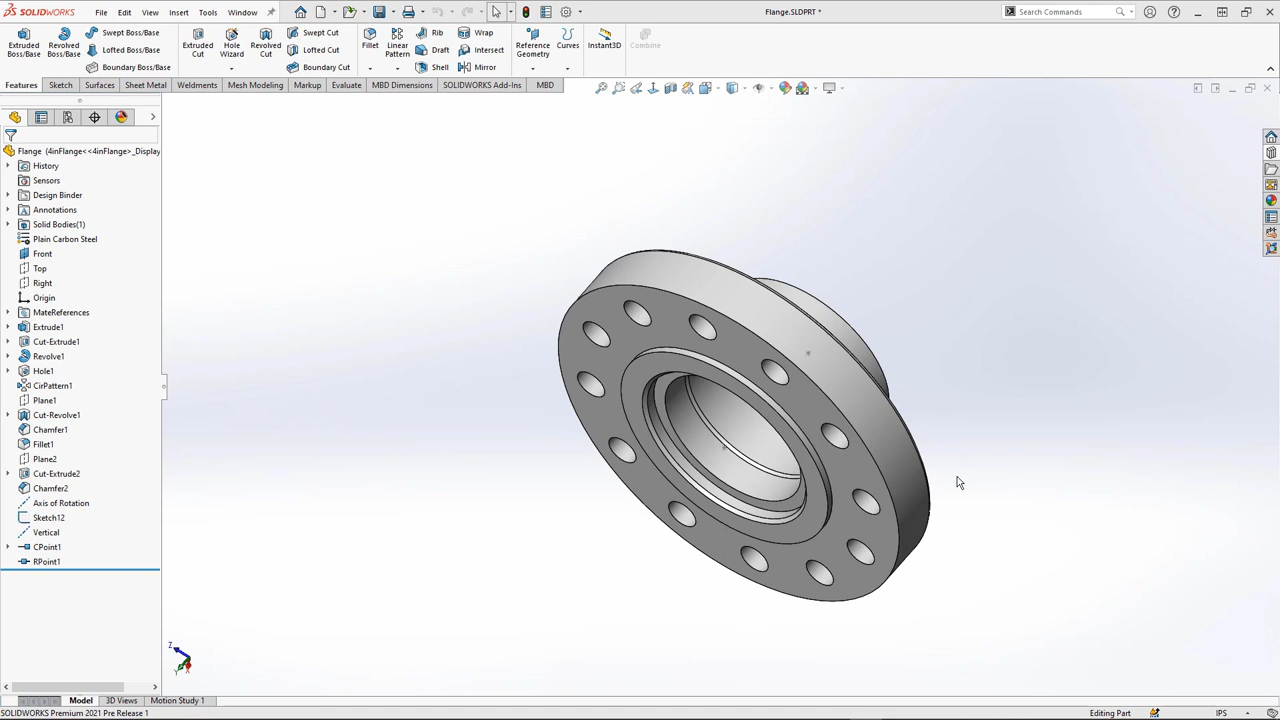 SOLIDWORKS File Edit View Insert Tools Window Flange.SLDPRT * Search Commands
Extruded Boss/Base
Revolved Boss/Base
Swept Boss/Base
Lofted Boss/Base
Boundary Boss/Base
Extruded Cut
Hole Wizard
Revolved Cut
Swept Cut
Lofted Cut
Boundary Cut
Fillet
Linear Pattern
Rib
Draft
Shell
Wrap
Intersect
Mirror
Reference Geometry
Curves
Instant3D
Combine
Features Sketch Surfaces Sheet Metal Weldments Mesh Modeling Markup Evaluate MBD Dimensions SOLIDWORKS Add-Ins MBD
Flange (4inFlange<<4inFlange>_Display
History
Sensors
Design Binder
Annotations
Solid Bodies(1)
Plain Carbon Steel
Front
Top
Right
Origin
MateReferences
Extrude1
Cut-Extrude1
Revolve1
Hole1
CirPattern1
Plane1
Cut-Revolve1
Chamfer1
Fillet1
Plane2
Cut-Extrude2
Chamfer2
Axis of Rotation
Sketch12
Vertical
CPoint1
RPoint1
Z
Y
X
Model 3D Views Motion Study 1
SOLIDWORKS Premium 2021 Pre Release 1 Editing Part IPS